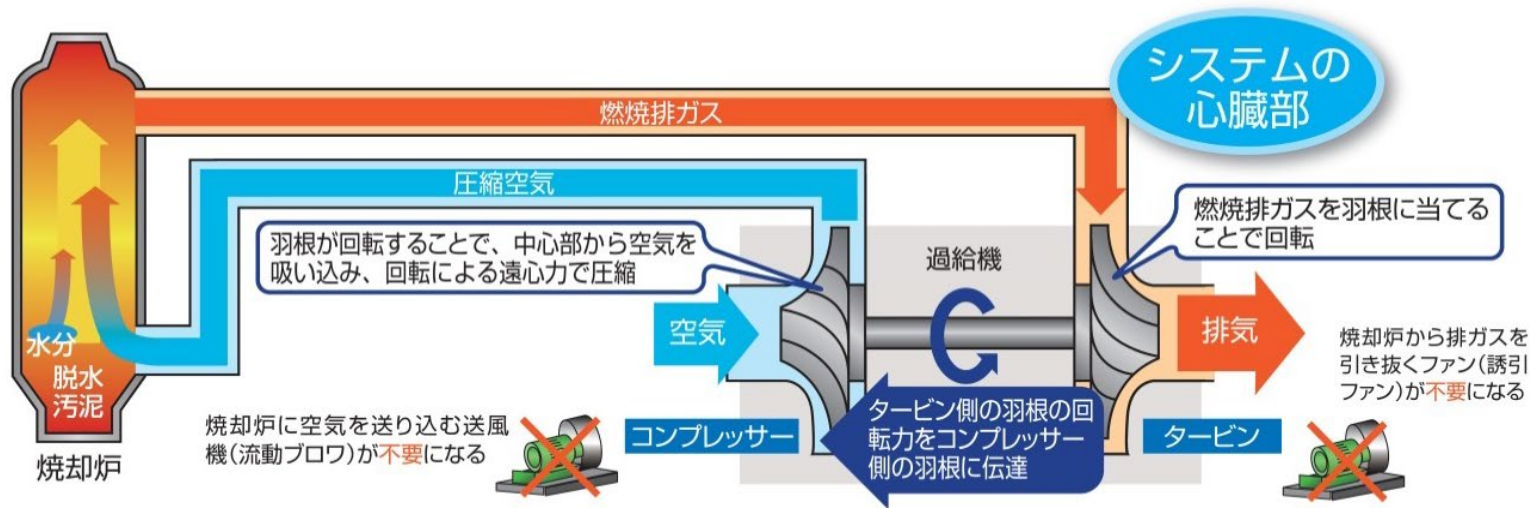 システムの
心臓部
燃焼排ガス
圧縮空気
燃焼排ガスを羽根に当てる
ことで回転
羽根が回転することで、中心部から空気を
吸い込み、回転による遠心力で圧縮
過給機
空気
排気
水分
脱水
汚泥
焼却炉
焼却炉から排ガスを
引き抜くファン(誘引
ファン)が不要になる
タービン側の羽根の回
転力をコンプレッサー
側の羽根に伝達
焼却炉に空気を送り込む送風
機(流動ブロワ)が不要になる
コンプレッサー
タービン